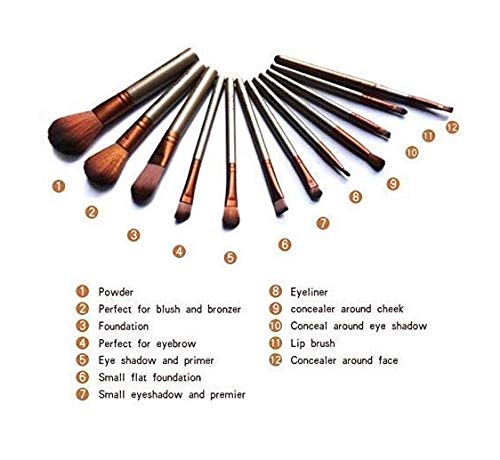 1
2
3
4
5
6
7
8
9
10
11
12
1 Powder
2 Perfect for blush and bronzer
3 Foundation
4 Perfect for eyebrow
5 Eye shadow and primer
6 Small flat foundation
7 Small eyeshadow and premier
8 Eyeliner
9 concealer around cheek
10 Conceal around eye shadow
11 Lip brush
12 Concealer around face